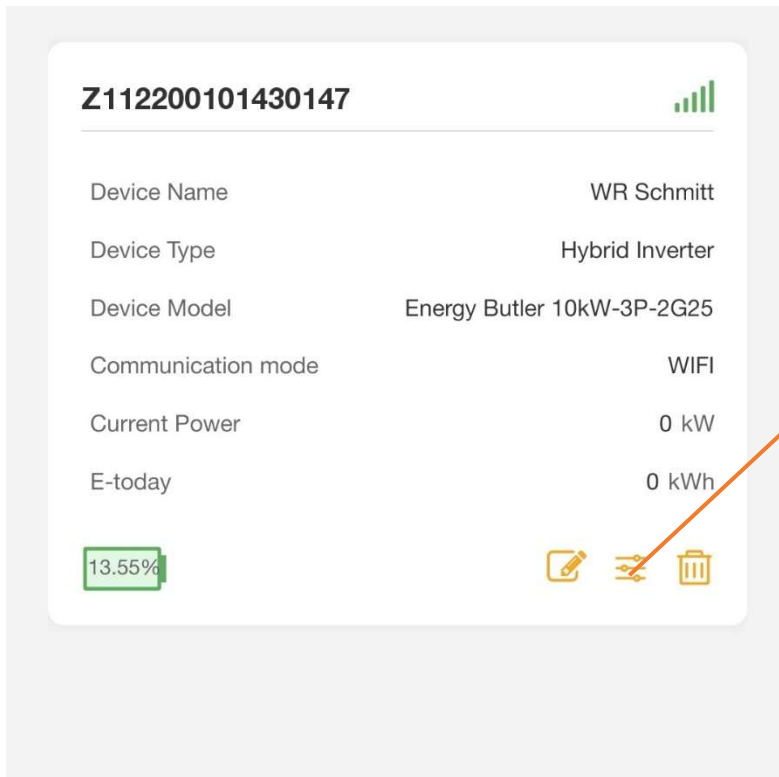 Z112200101430147
Device Name WR Schmitt
Device Type Hybrid Inverter
Device Model Energy Butler 10kW-3P-2G25
Communication mode WIFI
Current Power 0 kW
E-today 0 kWh
13.55%